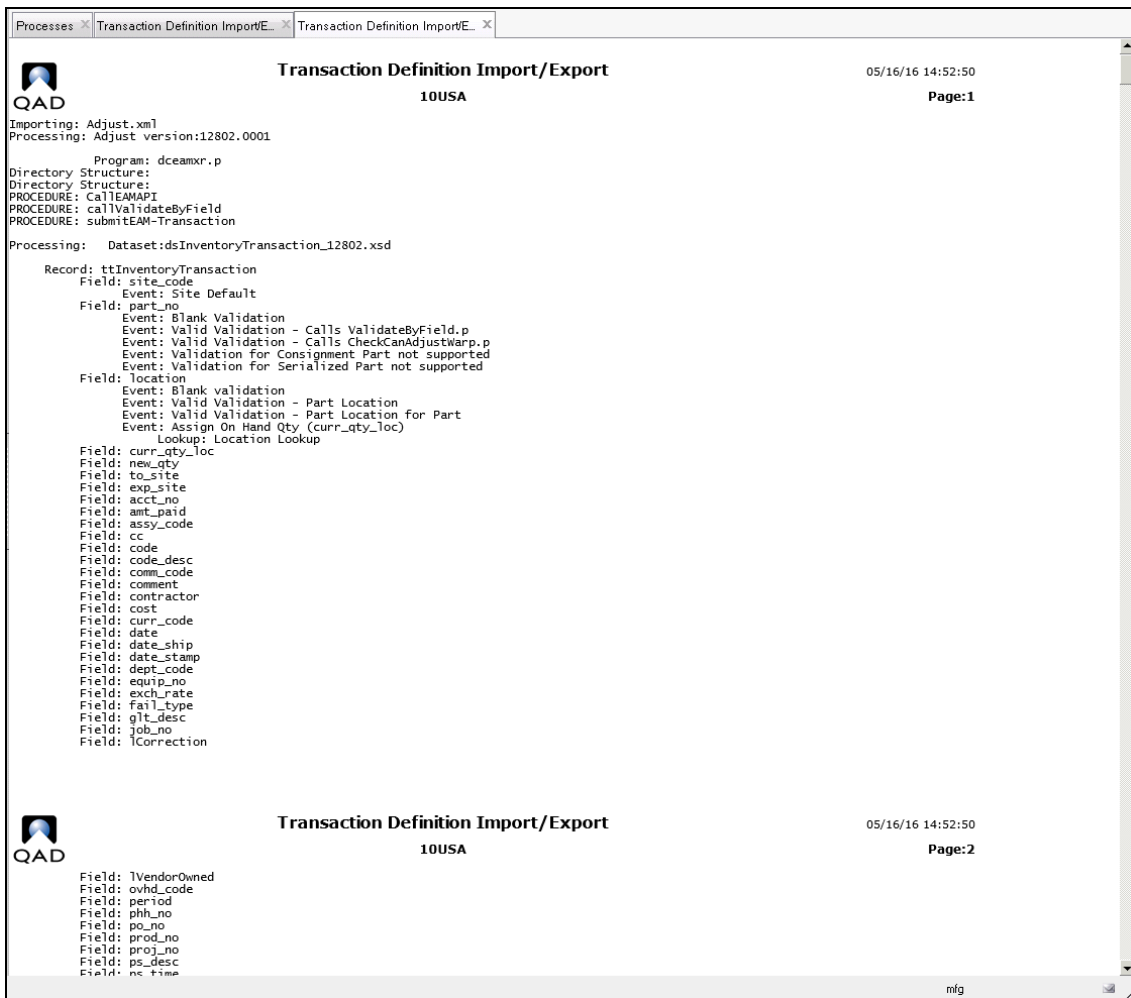 Processes
Transaction Definition Import/E...
Transaction Definition Import/E...
Transaction Definition Import/Export
05/16/16 14:52:50
QAD
10USA
Page:1
Importing: Adjust.xml
Processing: Adjust version:12802.0001
Program: dceamxr.p
Directory Structure:
Directory Structure:
PROCEDURE: CallEAMAPI
PROCEDURE: callValidateByField
PROCEDURE: submitEAM-Transaction
Processing: Dataset:dsInventoryTransaction_12802.xsd
Record: ttInventoryTransaction
Field: site_code
Event: Site Default
Field: part_no
Event: Blank Validation
Event: Valid Validation - Calls ValidateByField.p
Event: Valid Validation - Calls CheckCanAdjustWarp.p
Event: Validation for Consignment Part not supported
Event: Validation for Serialized Part not supported
Field: location
Event: Blank validation
Event: Valid Validation - Part Location
Event: Valid Validation - Part Location for Part
Event: Assign On Hand Qty (curr_qty_loc)
Lookup: Location Lookup
Field: curr_qty_loc
Field: new_qty
Field: to_site
Field: exp_site
Field: acct_no
Field: amt_paid
Field: assy_code
Field: cc
Field: code
Field: code_desc
Field: comm_code
Field: comment
Field: contractor
Field: cost
Field: curr_code
Field: date
Field: date_ship
Field: date_stamp
Field: dept_code
Field: equip_no
Field: exch_rate
Field: fail_type
Field: glt_desc
Field: job_no
Field: lCorrection
Transaction Definition Import/Export
05/16/16 14:52:50
QAD
10USA
Page:2
Field: lVendorOwned
Field: ovhd_code
Field: period
Field: phh_no
Field: po_no
Field: prod_no
Field: proj_no
Field: ps_desc
Field: ps_time
mfg